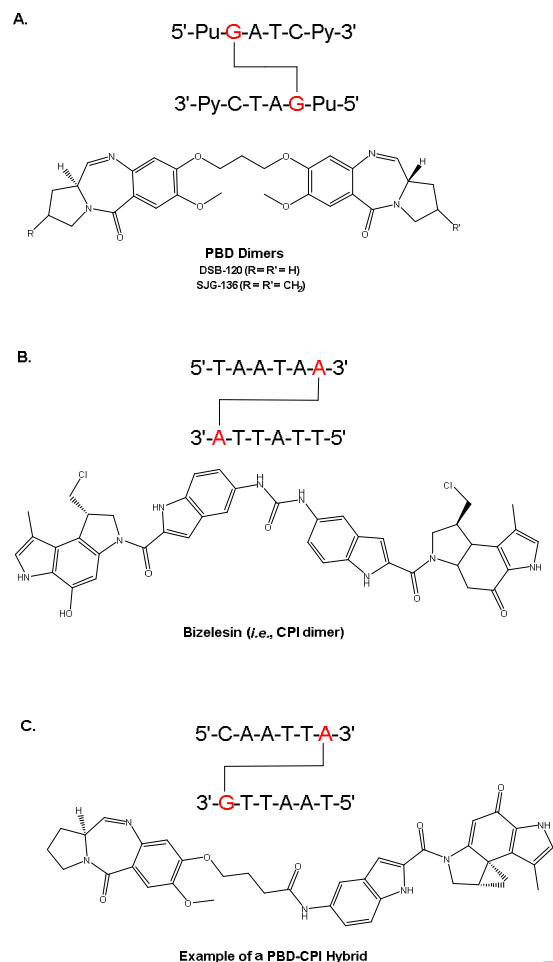 A.
5'-Pu-G-A-T-C-Py-3'
3'-Py-C-T-A-G-Pu-5'
H N O O N H
N O O N
R O O R'
PBD Dimers
DSB-120 (R = R' = H)
SJG-136 (R = R'= CH2)
B.
5'-T-A-A-T-A-A-3'
3'-A-T-T-A-T-T-5'
Cl
HN H N H N
O Cl
N
HN O NH O N NH
HO O
Bizelesin (i.e., CPI dimer)
C.
5'-C-A-A-T-T-A-3'
3'-G-T-T-A-A-T-5'
H N O O NH
N O O N
O O N H NH
Example of a PBD-CPI Hybrid